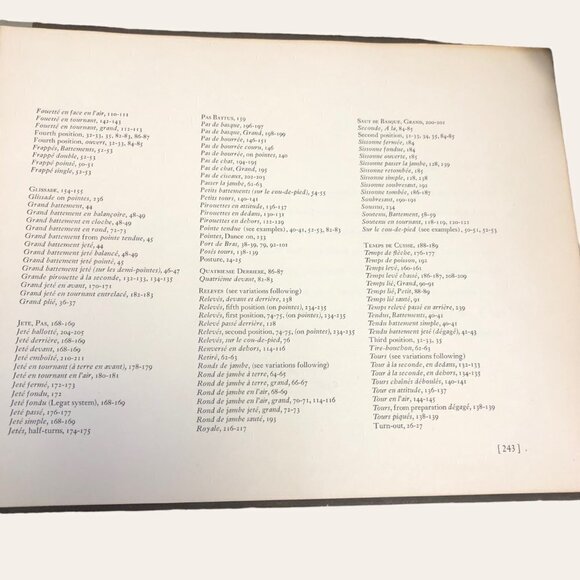 Fouetté en face en l'air, 110-111
Fouetté en tournant, 142-143
Fouetté en tournant, grand, 112-113
Fourth position, 32-33, 35, 81-83, 86-87
Fourth position, ouvert, 32-33, 84-85
Frappés, Battements, 52-53
Frappé double, 52-53
Frappé pointé, 50-51
Frappé single, 52-53
GLISSADE, 154-155
Glissade on pointes, 236
Grand battement, 44
Grand battement en balançoire, 48-49
Grand battement en cloche, 48-49
Grand battement en rond, 72-73
Grand battement from pointe tendue, 45
Grand battement jeté, 44
Grand battement jeté balancé, 48-49
Grand battement jeté pointé, 45
Grand battement jeté (sur les demi-pointes), 46-47
Grande pirouette à la seconde, 132-133, 134-135
Grand jeté en avant, 170-171
Grand jeté en tournant entrelacé, 182-183
Grand plié, 36-37
JETE, PAS, 168-169
Jeté ballotté, 204-205
Jeté derrière, 168-169
Jeté devant, 168-169
Jeté emboîté, 210-211
Jeté en tournant (à terre en avant), 178-179
Jeté en tournant en l'air, 180-181
Jeté fermé, 172-173
Jeté fondu, 172
Jeté fondu (Legat system), 168-169
Jeté passé, 176-177
Jeté simple, 168-169
Jetés, half-turns, 174-175
PAS BATTUS, 159
Pas de basque, 196-197
Pas de basque, Grand, 198-199
Pas de bourrée, 146-151
Pas de bourrée couru, 146
Pas de bourrée, on pointes, 240
Pas de chat, 194
Pas de chat, Grand, 195
Pas de ciseaux, 202-203
Passer la jambe, 62-63
Petits battements (sur le cou-de-pied), 54-55
Petits tours, 140-141
Pirouettes en attitude, 136-137
Pirouettes en dedans, 130-131
Pirouettes en dehors, 122-129
Pointe tendue (see examples), 40-41, 52-53, 82-83
Pointes, Dance on, 233
Port de Bras, 38-39, 79, 92-101
Posés tours, 138-139
Posture, 24-25
QUATRIEME DERRIERE, 86-87
Quatrième devant, 82-83
RELEVES (see variations following)
Relevés, devant et derrière, 238
Relevés, fifth position (on pointes), 234-235
Relevés, first position, 74-75, (on pointes), 234-235
Relevé passé derrière, 128
Relevés, second position, 74-75, (on pointes), 234-235
Relevés, sur le cou-de-pied, 76
Renversé en dehors, 114-116
Retiré, 62-63
Ronds de jambe, (see variations following)
Rond de jambe à terre, 64-65
Rond de jambe à terre, grand, 66-67
Rond de jambe en l'air, 68-69
Rond de jambe en l'air, grand, 70-71, 114-116
Rond de jambe jeté, grand, 72-73
Rond de jambe sauté, 193
Royale, 216-217
SAUT DE BASQUE, GRAND, 200-201
Seconde, A la, 84-85
Second position, 32-33, 34, 35, 84-85
Sissonne fermée, 184
Sissonne fondue, 184
Sissonne ouverte, 185
Sissonne passer la jambe, 128, 239
Sissonne retombée, 185
Sissonne simple, 128, 238
Sissonne soubresaut, 191
Sissonne tombée, 186-187
Soubresaut, 190-191
Soussus, 234
Soutenu, Battement, 58-59
Soutenu en tournant, 118-119, 120-121
Sur le cou-de-pied (see examples), 50-51, 52-53
TEMPS DE CUISSE, 188-189
Temps de flèche, 176-177
Temps de poisson, 192
Temps levé, 160-161
Temps levé chassé, 186-187, 208-209
Temps lié, Grand, 90-91
Temps lié, Petit, 88-89
Temps lié sauté, 91
Temps relevé passé en arrière, 239
Tendus, Battements, 40-41
Tendu battement simple, 40-41
Tendu battement dégagé, 42-43
Third position, 32-33, 35
Tire-bouchon, 62-63
Tours (see variations following)
Tour à la seconde, en dedans, 132-133
Tour à la seconde, en dehors, 134-135
Tours chaînés déboulés, 140-141
Tour en attitude, 136-137
Tour en l'air, 144-145
Tours, from preparation dégagé, 138-139
Tours piqués, 138-139
Turn-out, 26-27
[ 243 ]